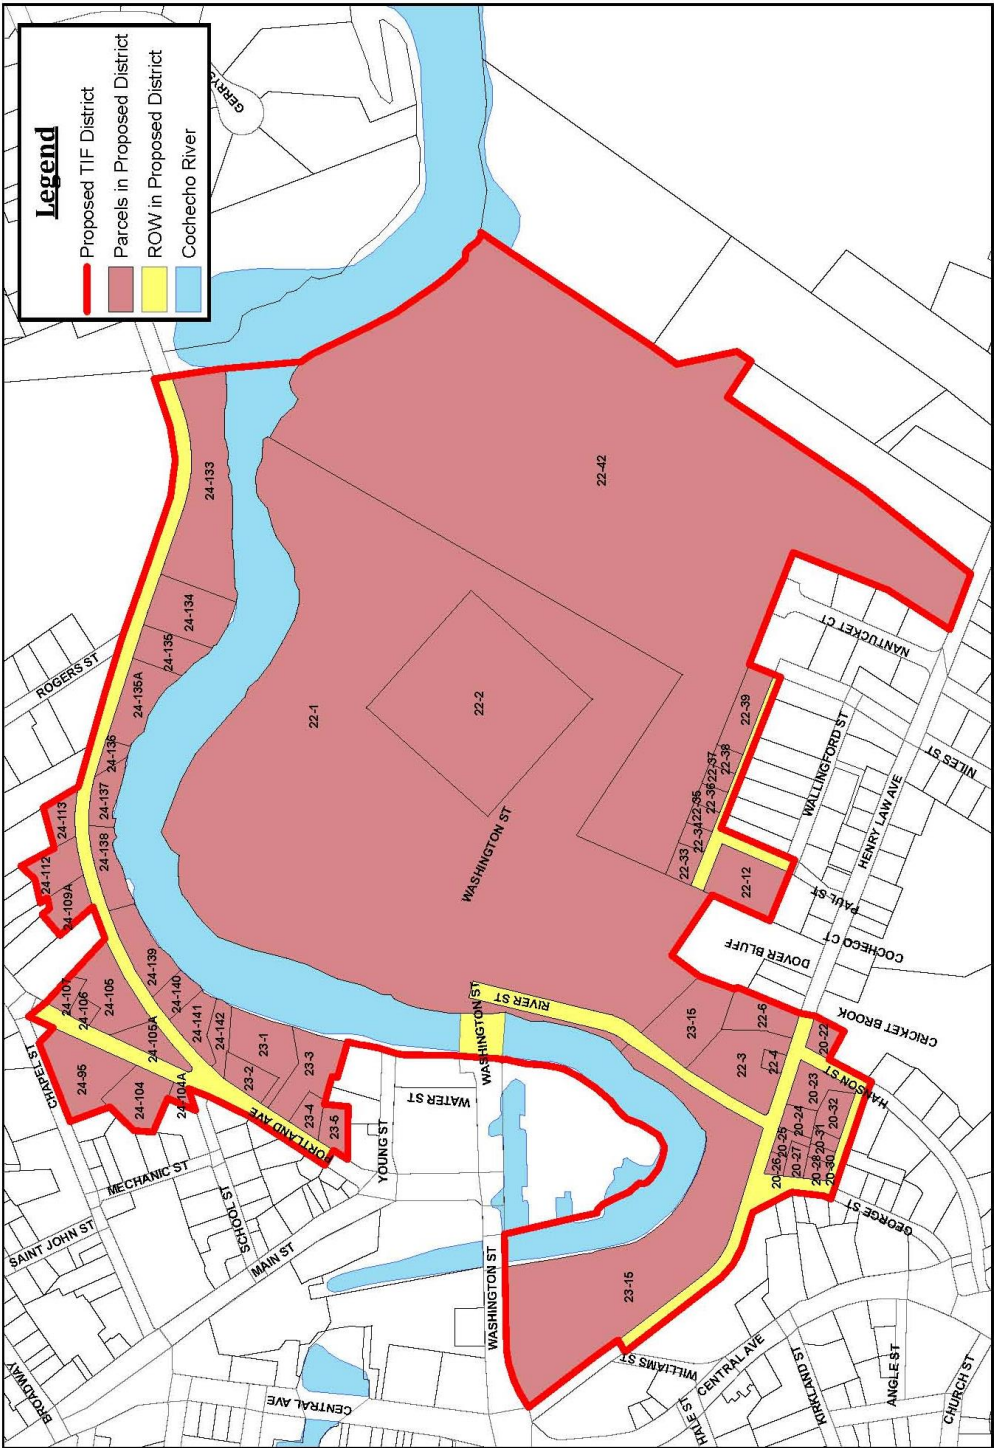 Legend
Proposed TIF District
Parcels in Proposed District
ROW in Proposed District
Cochecho River
GERRYS
ROGERS ST
24-133
24-134
24-135
24-135A
24-136
24-137
24-138
24-113
24-112
24-109A
24-139
24-140
24-141
24-142
24-107
24-106
24-105
24-105A
24-95
24-104
24-104A
23-1
23-2
23-3
23-4
23-5
CHAPEL ST
PORTLAND AVE
MECHANIC ST
SAINT JOHN ST
SCHOOL ST
MAIN ST
BROADWAY
YOUNG ST
WATER ST
CENTRAL AVE
WASHINGTON ST
WASHINGTON ST
WASHINGTON ST
RIVER ST
22-1
22-2
22-42
22-39
22-38
22-37
22-36
22-35
22-34
22-33
22-12
NANTUCKET CT
WALLINGFORD ST
HENRY LAW AVE
NILES ST
PAUL ST
COCHECO CT
DOVER BLUFF
CRICKET BROOK
23-15
22-6
22-3
22-4
20-22
HANSON ST
20-23
20-24
20-25
20-26
20-27
20-28
20-30
20-31
20-32
GEORGE ST
23-15
WILLIAMS ST
CENTRAL AVE
HALE ST
KIRKLAND ST
ANGLE ST
CHURCH ST